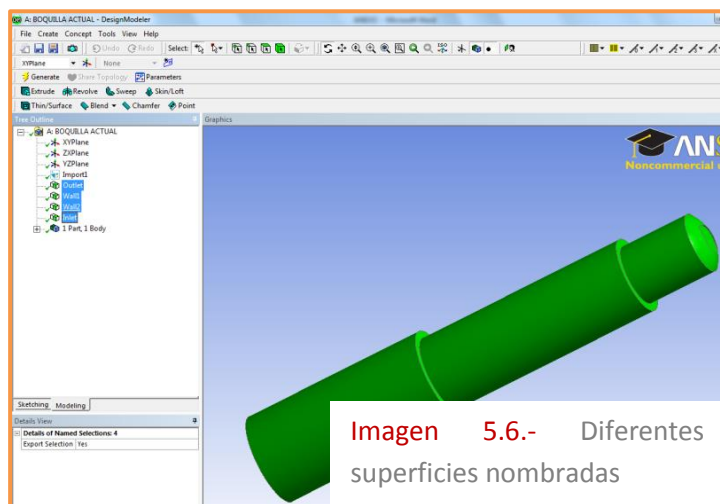 A: BOQUILLA ACTUAL - DesignModeler
File Create Concept Tools View Help
Undo Redo Select:
XYPlane None
Generate Share Topology Parameters
Extrude Revolve Sweep Skin/Loft
Thin/Surface Blend Chamfer Point
Tree Outline Graphics
A: BOQUILLA ACTUAL
XYPlane
ZXPlane
YZPlane
Import1
Outlet
Wall1
Wall2
Inlet
1 Part, 1 Body
Noncommercial
Sketching Modeling
Details View
Details of Named Selections: 4
Export Selection Yes
Imagen 5.6.- Diferentes
superficies nombradas